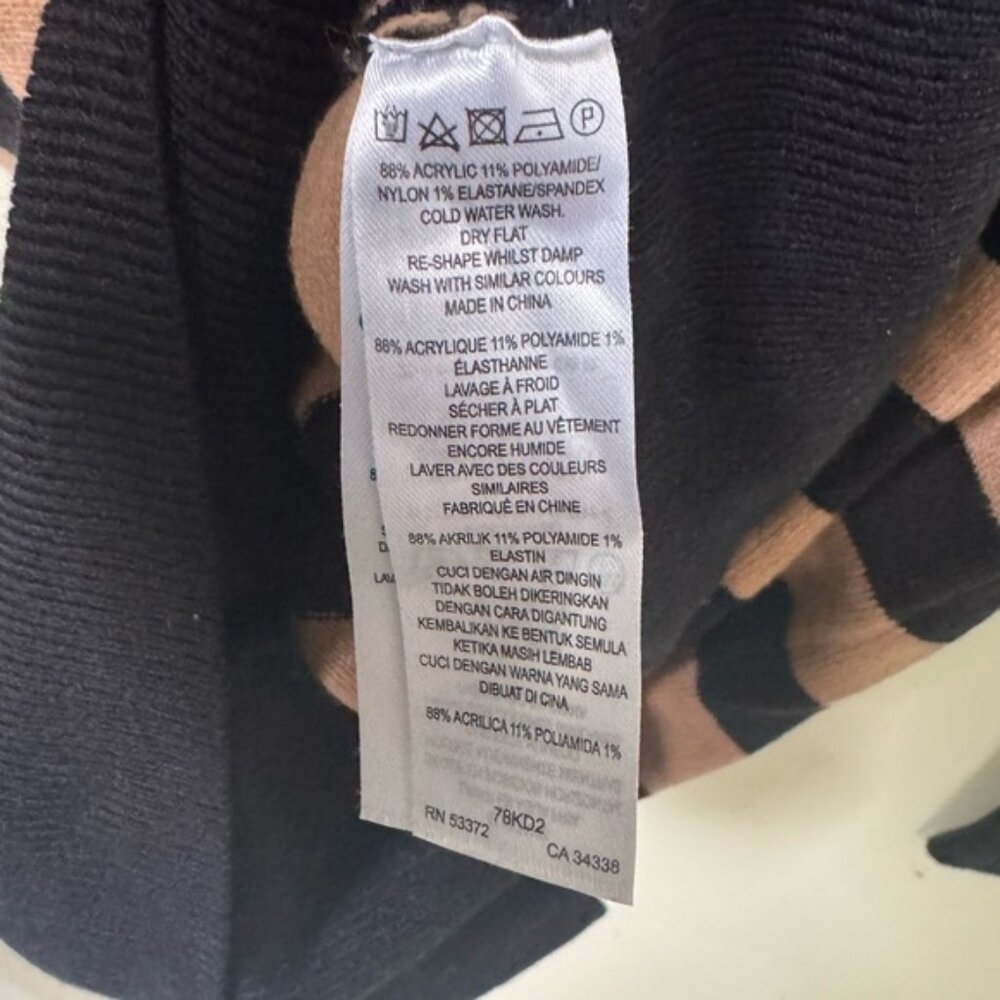 P
88% ACRYLIC 11% POLYAMIDE/
NYLON 1% ELASTANE/SPANDEX
COLD WATER WASH.
DRY FLAT
RE-SHAPE WHILST DAMP
WASH WITH SIMILAR COLOURS
MADE IN CHINA
88% ACRYLIQUE 11% POLYAMIDE 1%
ÉLASTHANNE
LAVAGE À FROID
SÉCHER À PLAT
REDONNER FORME AU VÊTEMENT
ENCORE HUMIDE
LAVER AVEC DES COULEURS
SIMILAIRES
FABRIQUÉ EN CHINE
88% AKRILIK 11% POLYAMIDE 1%
ELASTIN
CUCI DENGAN AIR DINGIN
TIDAK BOLEH DIKERINGKAN
DENGAN CARA DIGANTUNG
KEMBALIKAN KE BENTUK SEMULA
KETIKA MASIH LEMBAB
CUCI DENGAN WARNA YANG SAMA
DIBUAT DI CINA
88% ACRILICA 11% POLIAMIDA 1%
78KD2
RN 53372
CA 34338